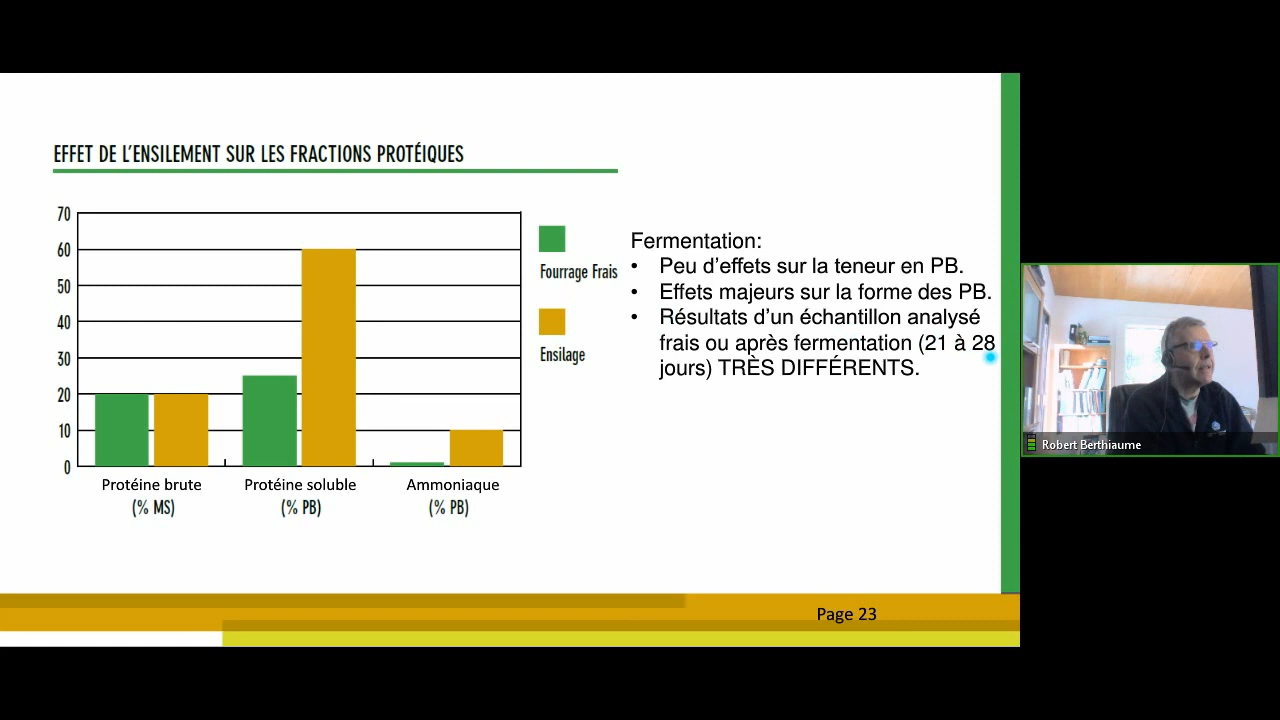 EFFET DE L'ENSILEMENT SUR LES FRACTIONS PROTÉIQUES
70
60
50
40
30
20
10
0
Protéine brute
(% MS)
Protéine soluble
(% PB)
Ammoniaque
(% PB)
Fourrage Frais
Ensilage
Fermentation:
• Peu d'effets sur la teneur en PB.
• Effets majeurs sur la forme des PB.
• Résultats d'un échantillon analysé
frais ou après fermentation (21 à 28
jours) TRÈS DIFFÉRENTS.
Page 23
Robert Berthiaume